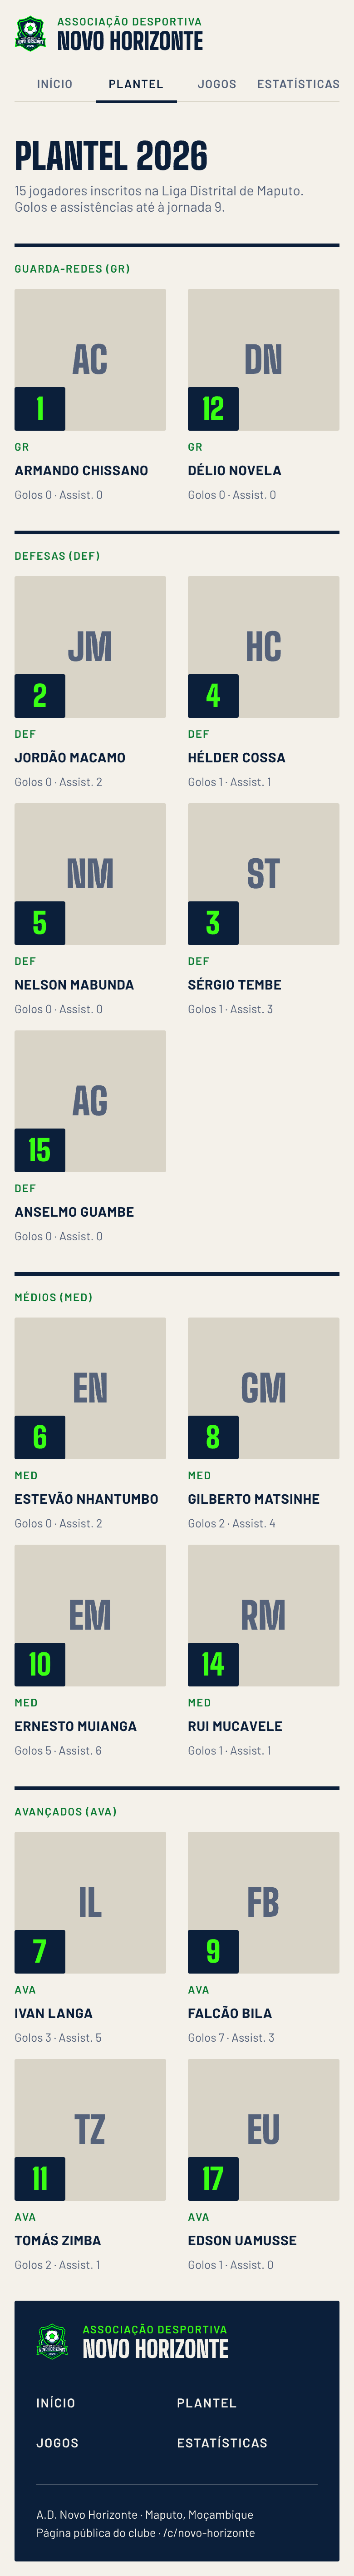 ASSOCIAÇÃO DESPORTIVA
NOVO HORIZONTE
INÍCIO PLANTEL JOGOS ESTATÍSTICAS
PLANTEL 2026
15 jogadores inscritos na Liga Distrital de Maputo.
Golos e assistências até à jornada 9.
GUARDA-REDES (GR)
AC
1
GR
ARMANDO CHISSANO
Golos 0 · Assist. 0
DN
12
GR
DÉLIO NOVELA
Golos 0 · Assist. 0
DEFESAS (DEF)
JM
2
DEF
JORDÃO MACAMO
Golos 0 · Assist. 2
HC
4
DEF
HÉLDER COSSA
Golos 1 · Assist. 1
NM
5
DEF
NELSON MABUNDA
Golos 0 · Assist. 0
ST
3
DEF
SÉRGIO TEMBE
Golos 1 · Assist. 3
AG
15
DEF
ANSELMO GUAMBE
Golos 0 · Assist. 0
MÉDIOS (MED)
EN
6
MED
ESTEVÃO NHANTUMBO
Golos 0 · Assist. 2
GM
8
MED
GILBERTO MATSINHE
Golos 2 · Assist. 4
EM
10
MED
ERNESTO MUIANGA
Golos 5 · Assist. 6
RM
14
MED
RUI MUCAVELE
Golos 1 · Assist. 1
AVANÇADOS (AVA)
IL
7
AVA
IVAN LANGA
Golos 3 · Assist. 5
FB
9
AVA
FALCÃO BILA
Golos 7 · Assist. 3
TZ
11
AVA
TOMÁS ZIMBA
Golos 2 · Assist. 1
EU
17
AVA
EDSON UAMUSSE
Golos 1 · Assist. 0
ASSOCIAÇÃO DESPORTIVA
NOVO HORIZONTE
INÍCIO PLANTEL
JOGOS ESTATÍSTICAS
A.D. Novo Horizonte · Maputo, Moçambique
Página pública do clube · /c/novo-horizonte